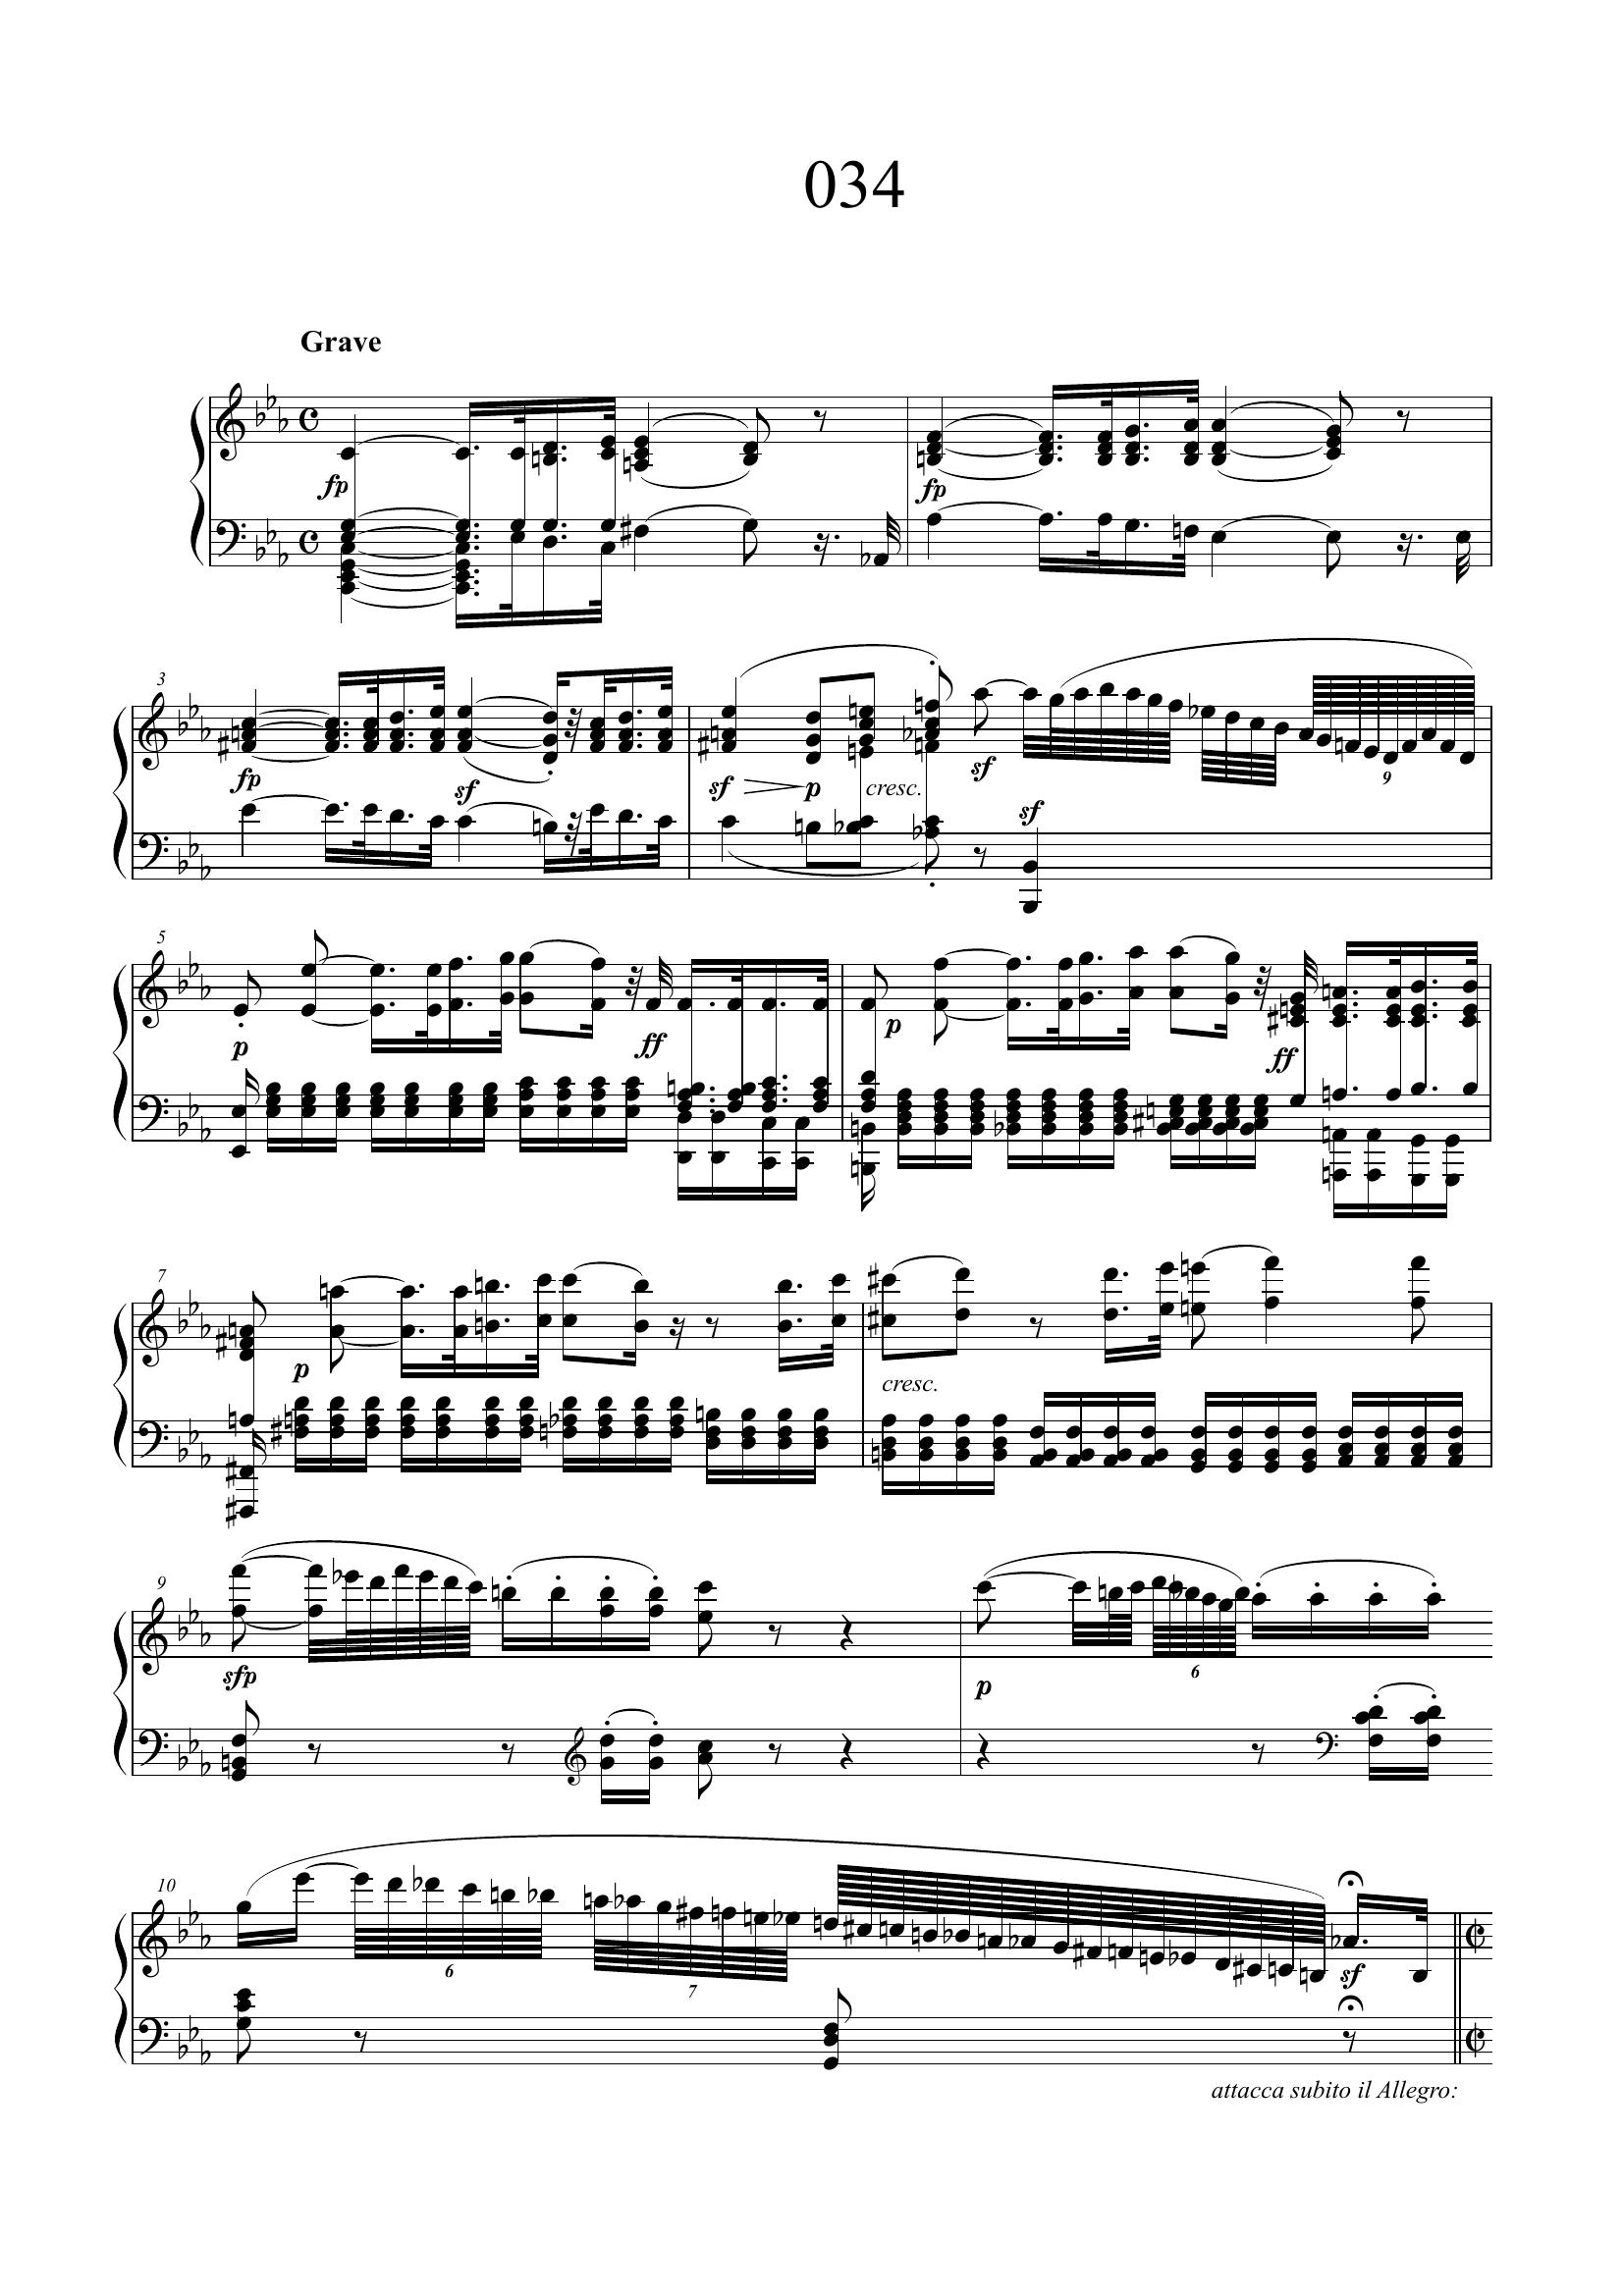 034
Grave
fp
fp
3
fp
sf
sf
p
cresc.
sf
sf
9
5
p
ff
p
ff
7
p
cresc.
9
sfp
p
6
10
6
7
sf
attacca subito il Allegro: